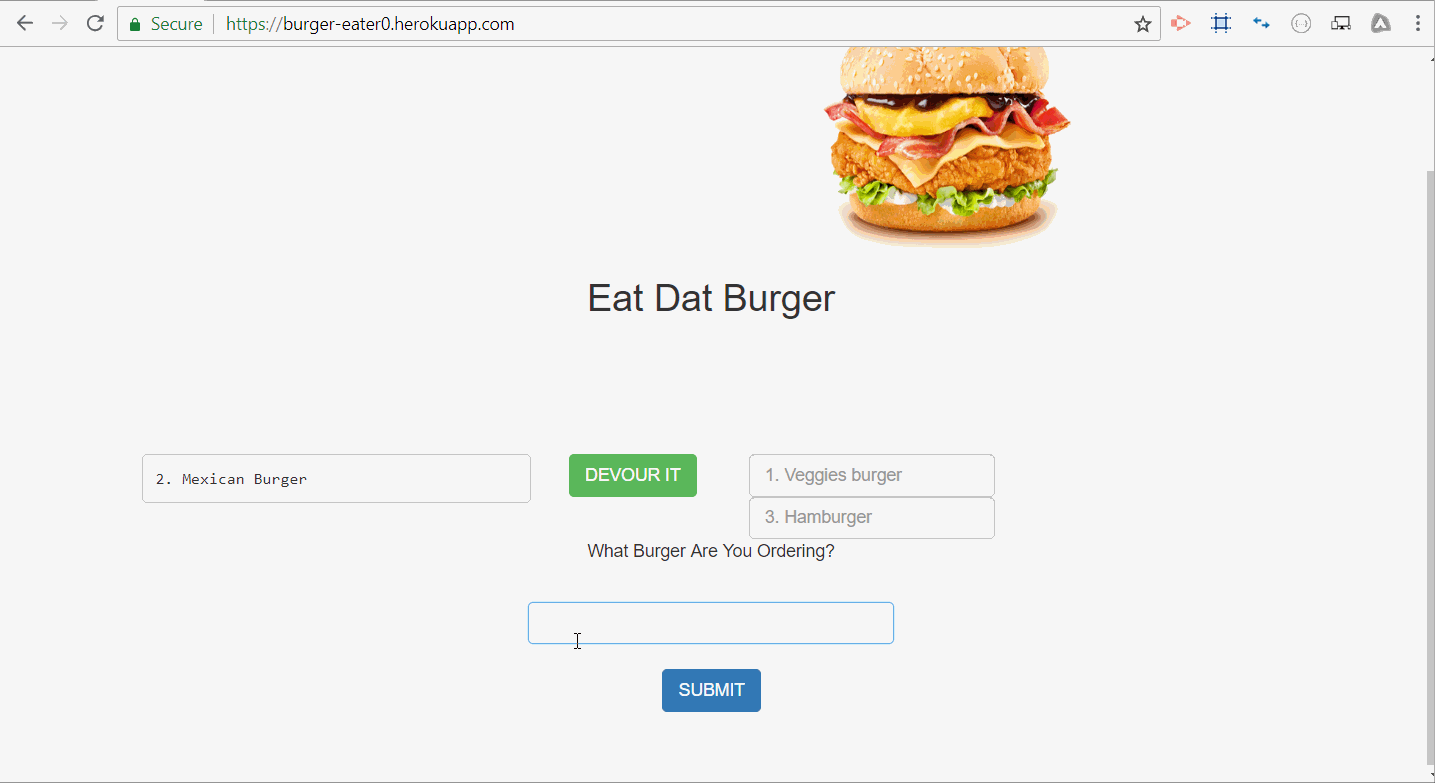 Secure https://burger-eater0.herokuapp.com
Eat Dat Burger
2. Mexican Burger
DEVOUR IT
1. Veggies burger
3. Hamburger
What Burger Are You Ordering?
SUBMIT